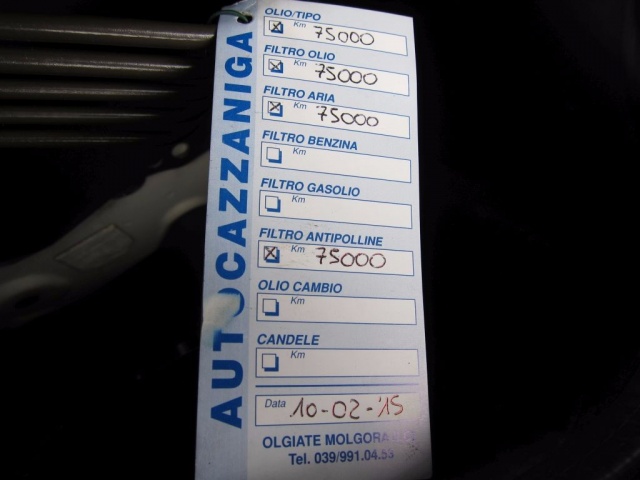 AUTOCAZZANIGA
OLIO/TIPO
Km 75000
FILTRO OLIO
Km 75000
FILTRO ARIA
Km 75000
FILTRO BENZINA
Km
FILTRO GASOLIO
Km
FILTRO ANTIPOLLINE
Km 75000
OLIO CAMBIO
Km
CANDELE
Km
Data 10-02-'15
OLGIATE MOLGORA
Tel. 039/991.04.53